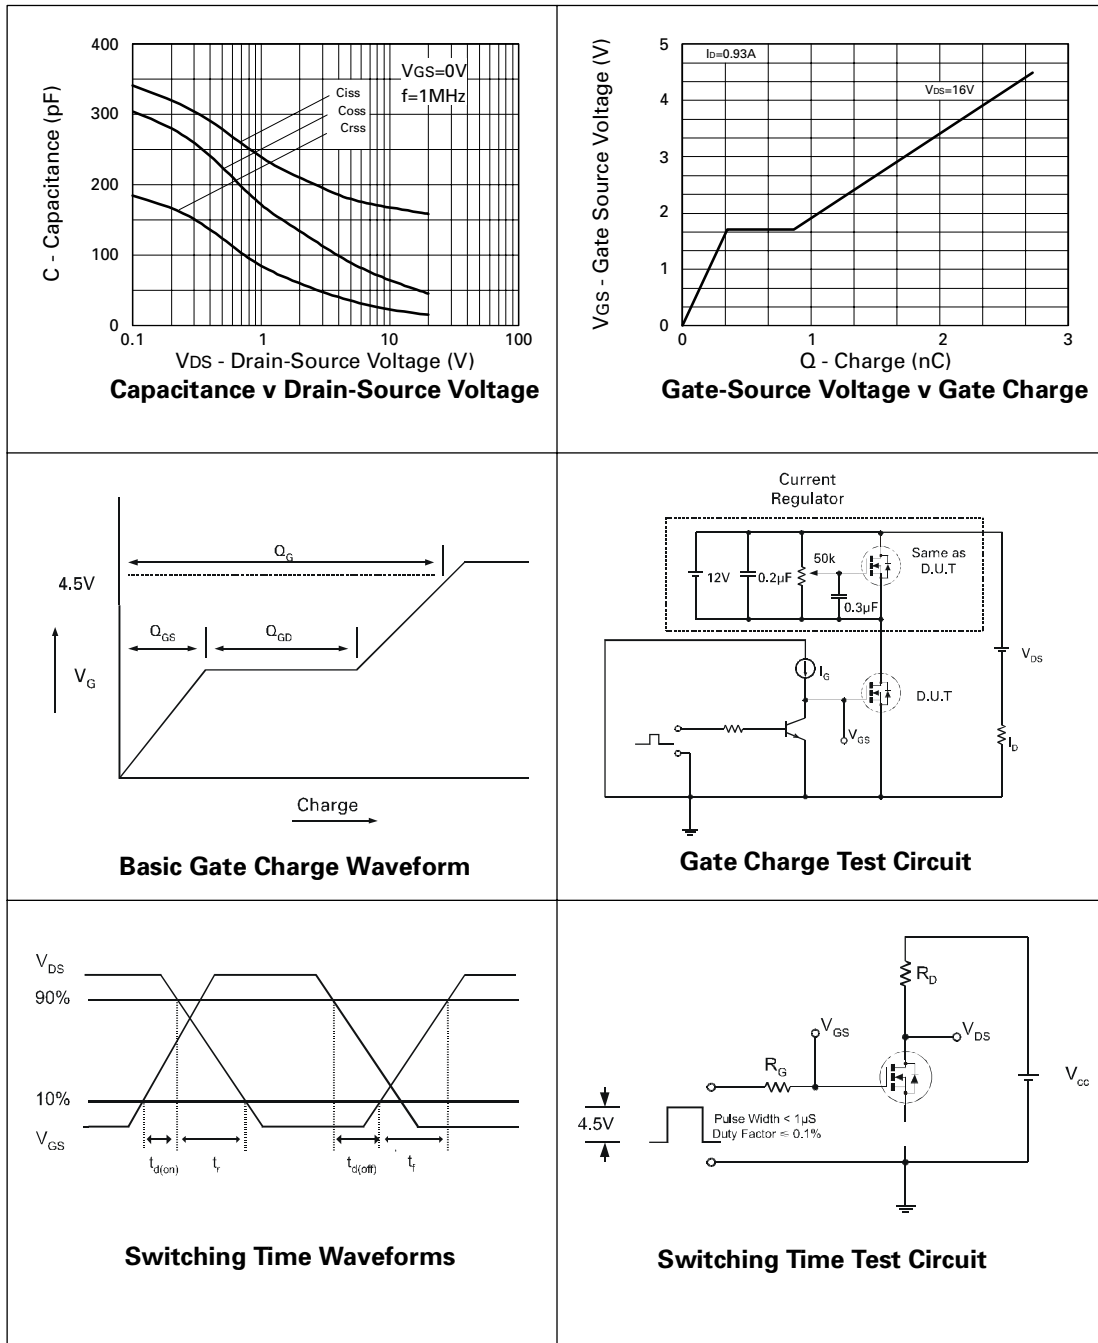 400
300
200
100
0
C - Capacitance (pF)
VGS=0V
f=1MHz
Ciss
Coss
Crss
0.1
1
10
100
VDS - Drain-Source Voltage (V)
Capacitance v Drain-Source Voltage
5
4
3
2
1
0
VGS - Gate Source Voltage (V)
ID=0.93A
VDS=16V
0
1
2
3
Q - Charge (nC)
Gate-Source Voltage v Gate Charge
QG
4.5V
QGS
QGD
VG
Charge
Basic Gate Charge Waveform
Current
Regulator
12V
0.2µF
50k
0.3µF
Same as
D.U.T
IG
VDS
D.U.T
VGS
ID
Gate Charge Test Circuit
VDS
90%
10%
VGS
td(on)
tr
td(off)
tf
Switching Time Waveforms
RD
VGS
VDS
RG
Vcc
4.5V
Pulse Width < 1µS
Duty Factor ≤ 0.1%
Switching Time Test Circuit